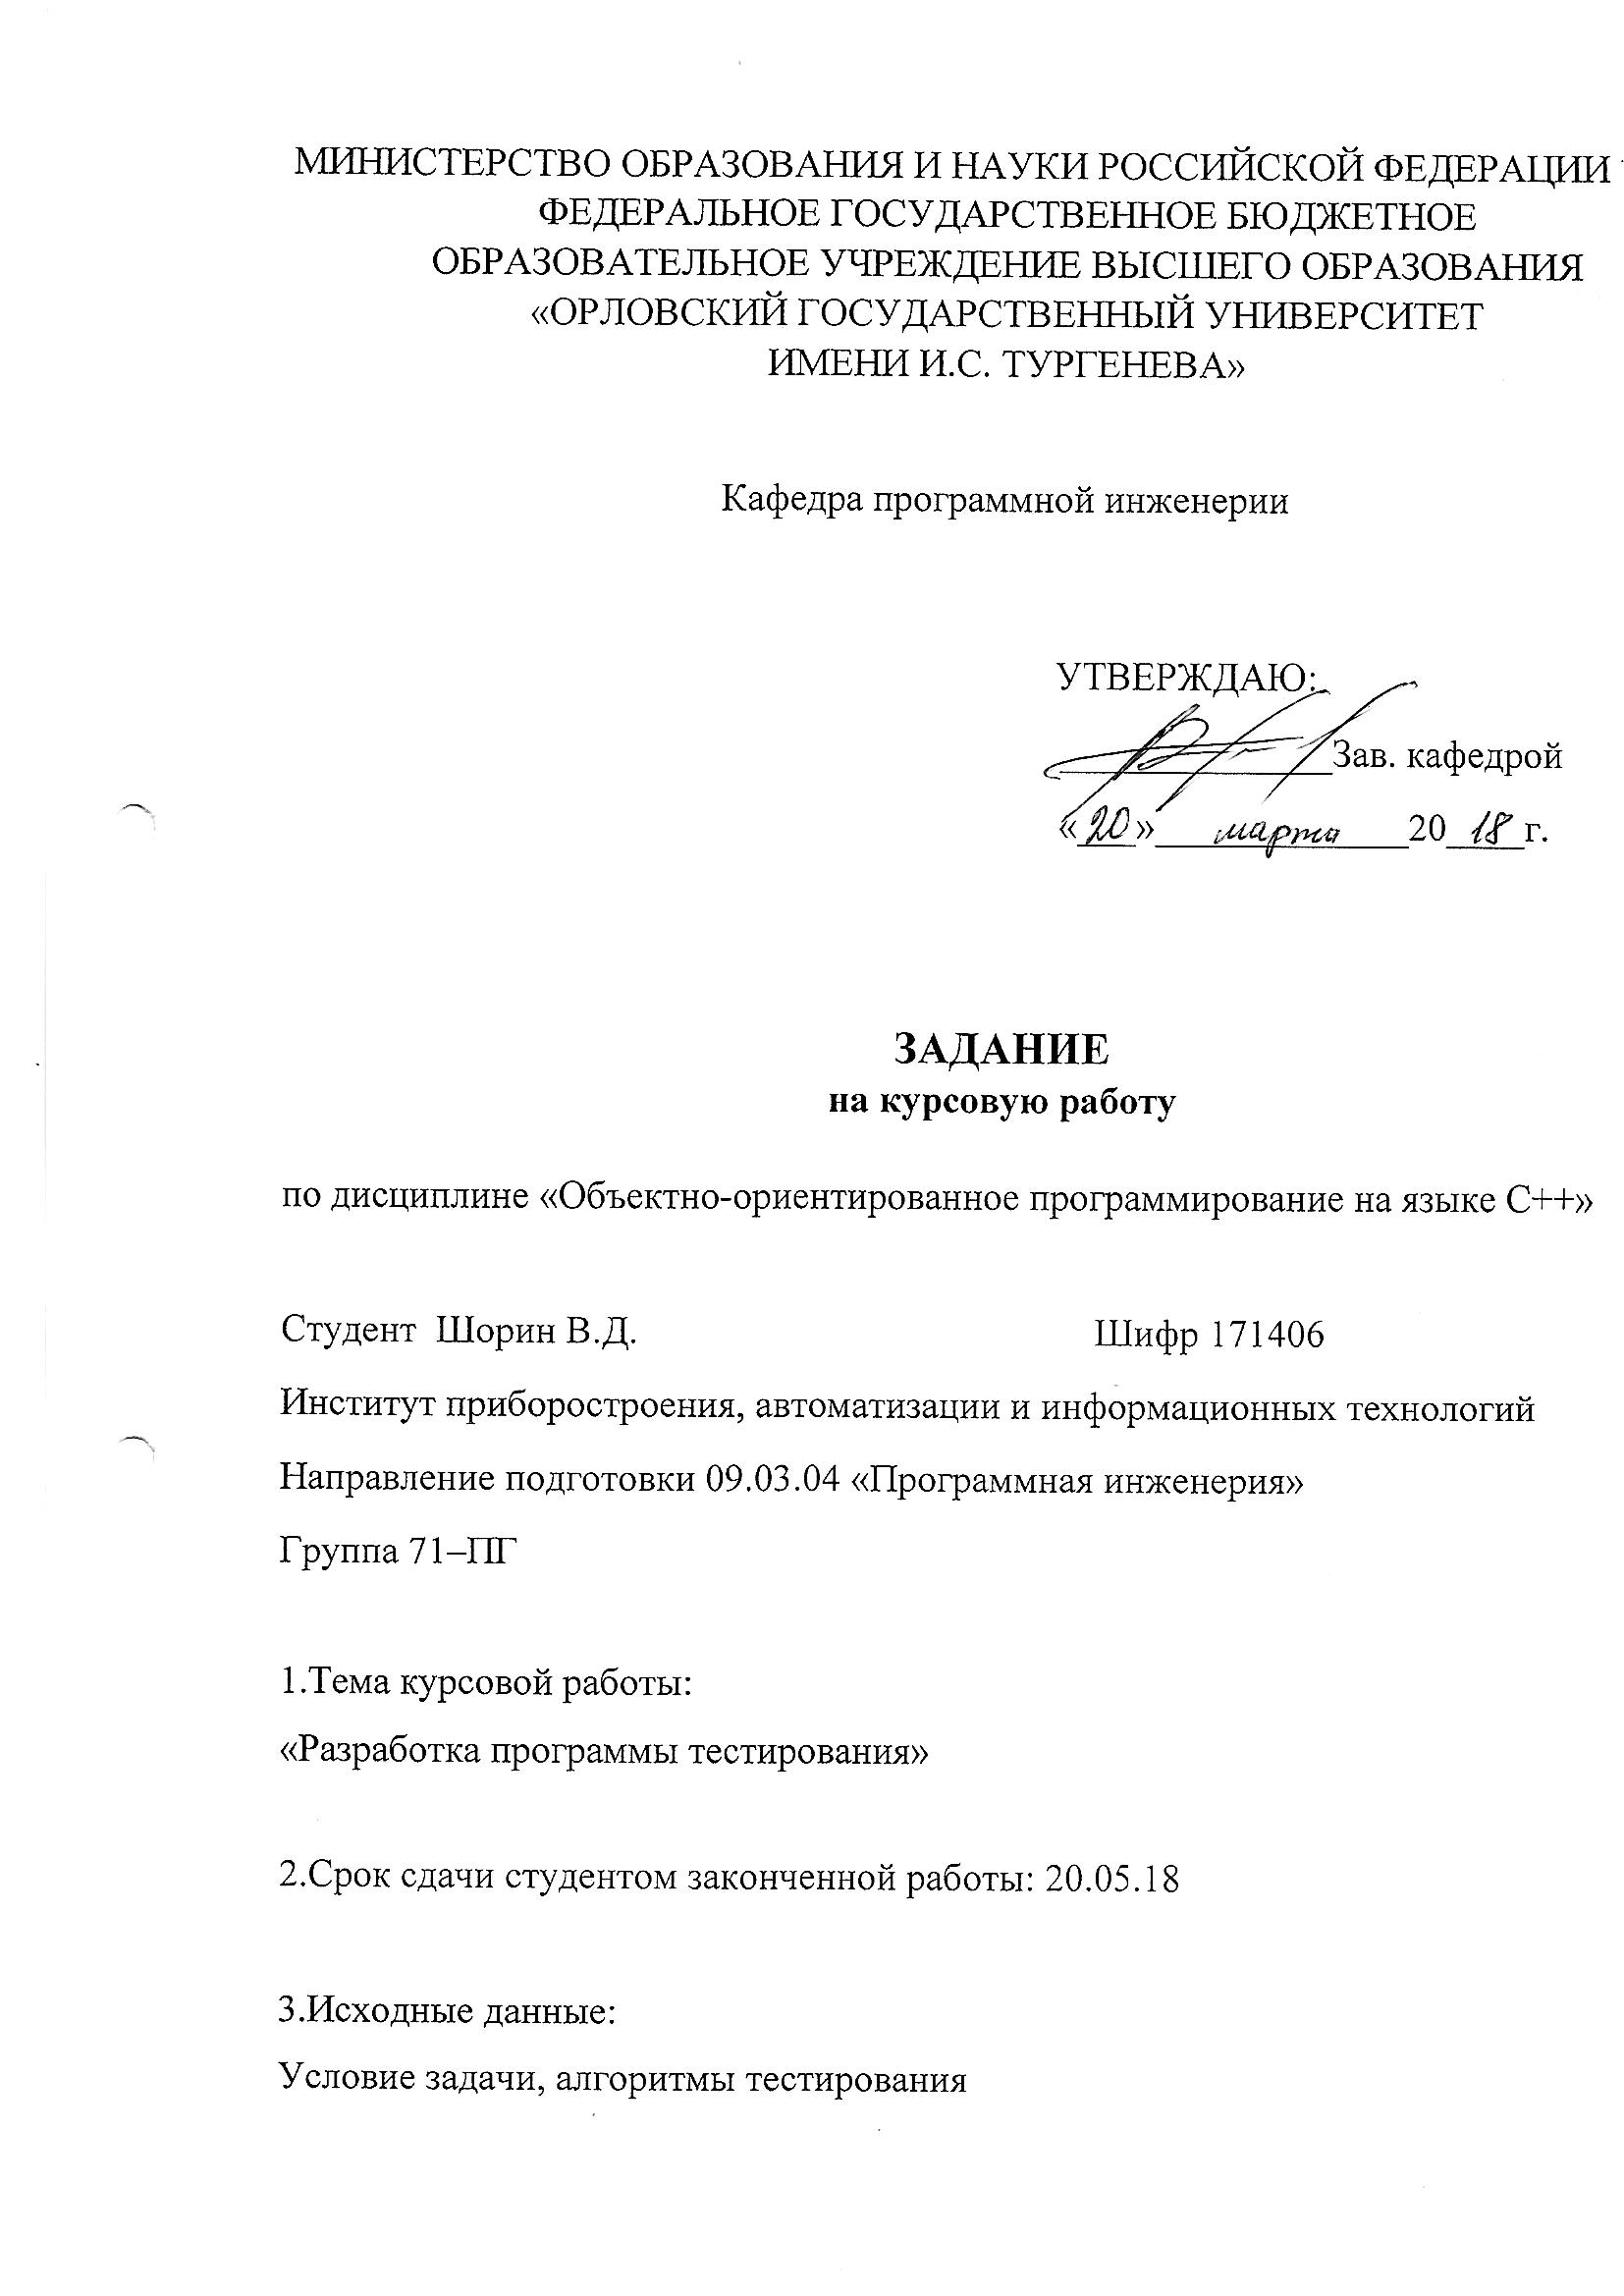 МИНИСТЕРСТВО ОБРАЗОВАНИЯ И НАУКИ РОССИЙСКОЙ ФЕДЕРАЦИИ
ФЕДЕРАЛЬНОЕ ГОСУДАРСТВЕННОЕ БЮДЖЕТНОЕ
ОБРАЗОВАТЕЛЬНОЕ УЧРЕЖДЕНИЕ ВЫСШЕГО ОБРАЗОВАНИЯ
«ОРЛОВСКИЙ ГОСУДАРСТВЕННЫЙ УНИВЕРСИТЕТ
ИМЕНИ И.С. ТУРГЕНЕВА»
Кафедра программной инженерии
УТВЕРЖДАЮ:
Зав. кафедрой
«20» марта 2018 г.
ЗАДАНИЕ
на курсовую работу
по дисциплине «Объектно-ориентированное программирование на языке С++»
Студент Шорин В.Д. Шифр 171406
Институт приборостроения, автоматизации и информационных технологий
Направление подготовки 09.03.04 «Программная инженерия»
Группа 71–ПГ
1.Тема курсовой работы:
«Разработка программы тестирования»
2.Срок сдачи студентом законченной работы: 20.05.18
3.Исходные данные:
Условие задачи, алгоритмы тестирования